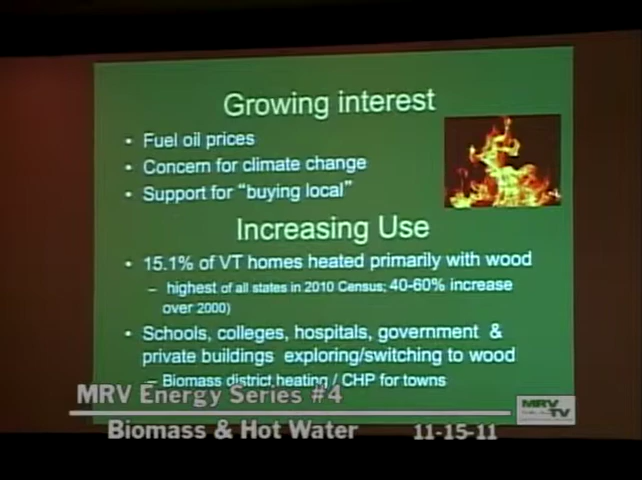 Growing interest
• Fuel oil prices
• Concern for climate change
• Support for “buying local”
Increasing Use
• 15.1% of VT homes heated primarily with wood
– highest of all states in 2010 Census; 40-60% increase
over 2000)
• Schools, colleges, hospitals, government &
private buildings exploring/switching to wood
– Biomass district heating / CHP for towns
MRV Energy Series #4
Biomass & Hot Water 11-15-11
MRV
TV